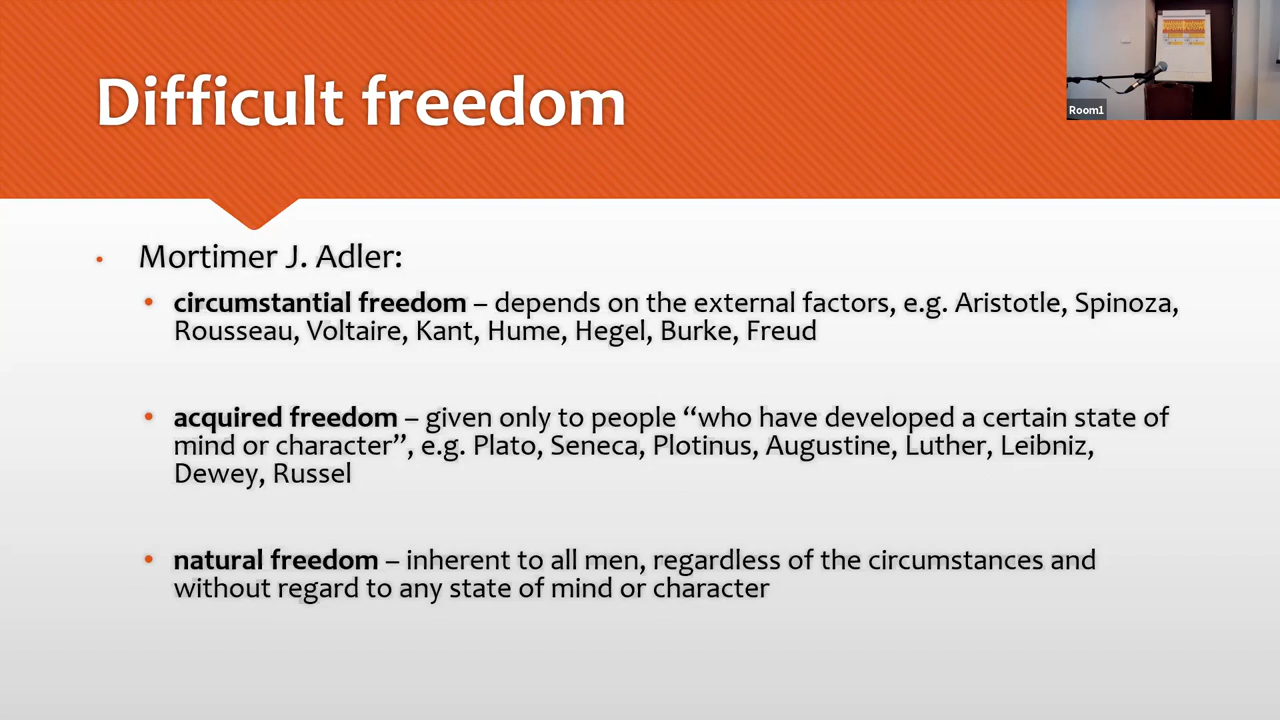 Difficult freedom
Room1
• Mortimer J. Adler:
• circumstantial freedom – depends on the external factors, e.g. Aristotle, Spinoza,
Rousseau, Voltaire, Kant, Hume, Hegel, Burke, Freud
• acquired freedom – given only to people “who have developed a certain state of
mind or character”, e.g. Plato, Seneca, Plotinus, Augustine, Luther, Leibniz,
Dewey, Russel
• natural freedom – inherent to all men, regardless of the circumstances and
without regard to any state of mind or character